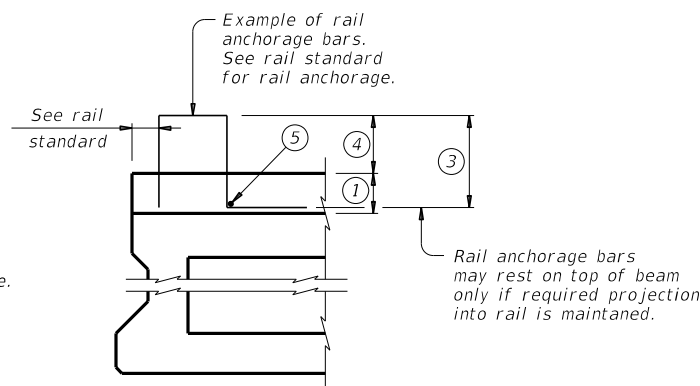 Example of rail
anchorage bars.
See rail standard
for rail anchorage.
See rail
standard
5
4
3
1
e.
Rail anchorage bars
may rest on top of beam
only if required projection
into rail is maintaned.